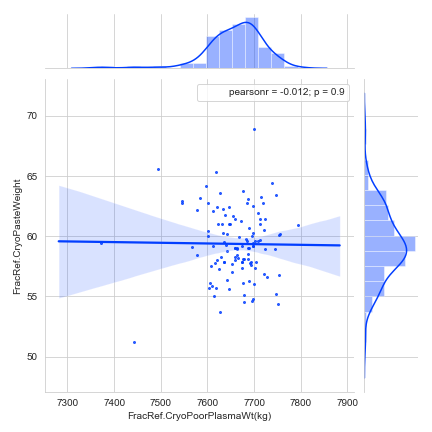 pearsonr = -0.012; p = 0.9
70
65
60
55
50
FracRef.CryoPasteWeight
7300 7400 7500 7600 7700 7800 7900
FracRef.CryoPoorPlasmaWt(kg)